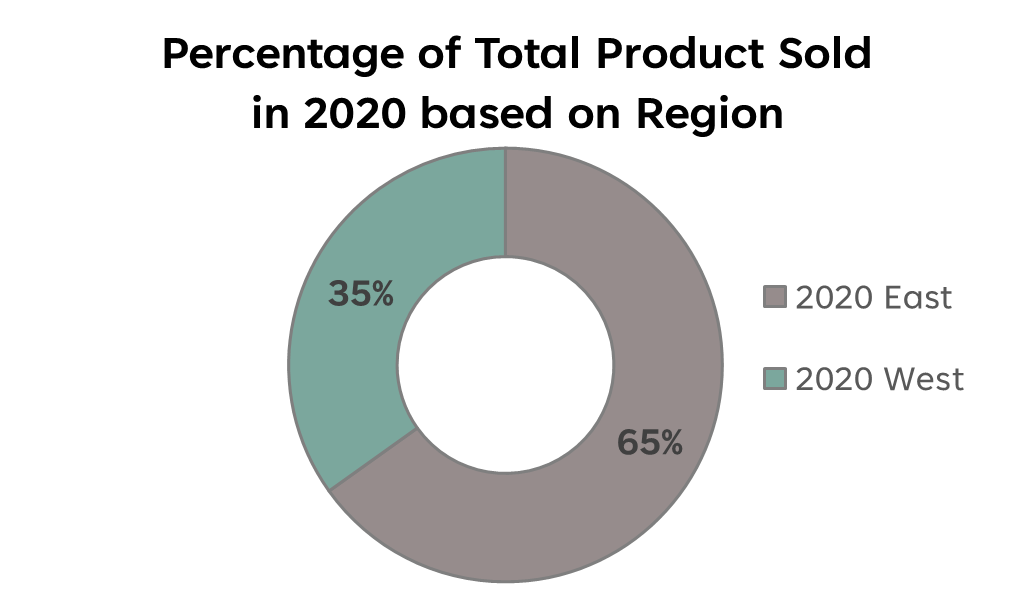 Percentage of Total Product Sold
in 2020 based on Region
35%
2020 East
2020 West
65%